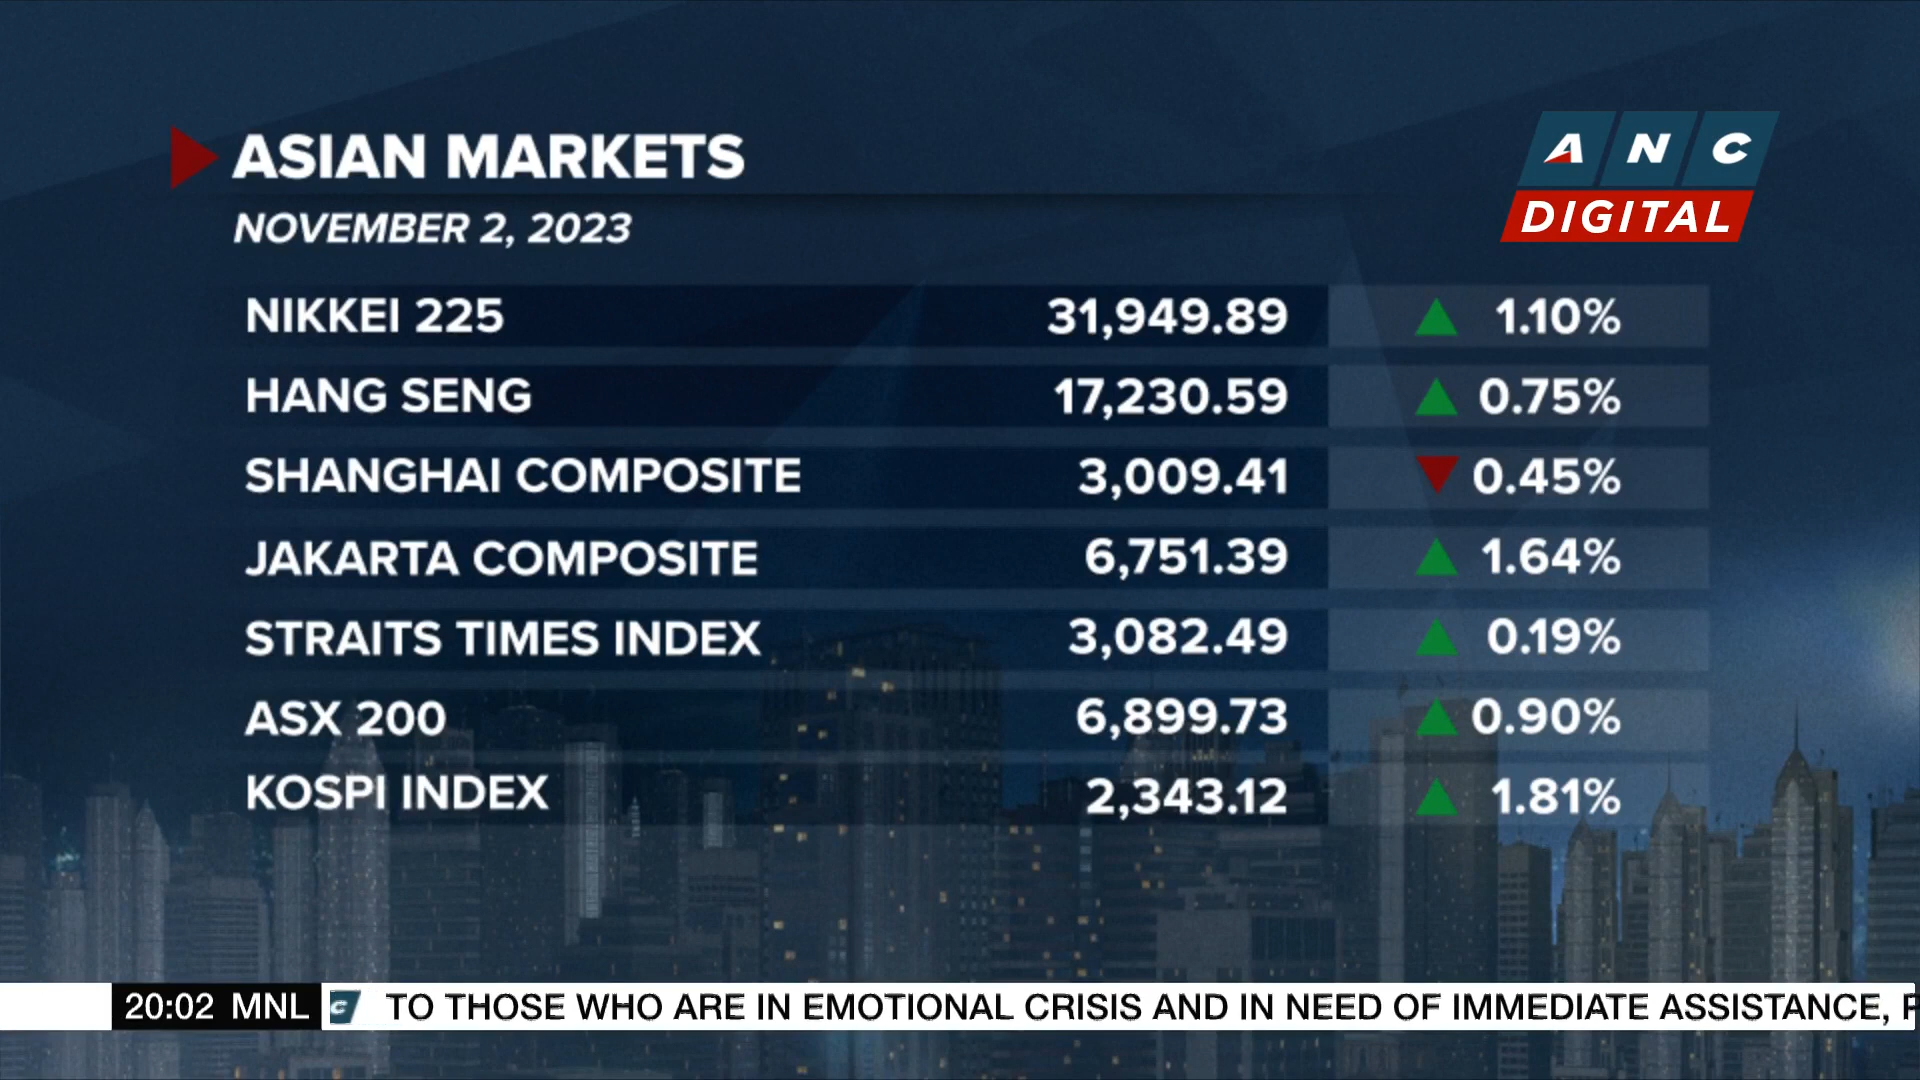 ASIAN MARKETS
NOVEMBER 2, 2023
ANC
DIGITAL
NIKKEI 225 31,949.89 1.10%
HANG SENG 17,230.59 0.75%
SHANGHAI COMPOSITE 3,009.41 0.45%
JAKARTA COMPOSITE 6,751.39 1.64%
STRAITS TIMES INDEX 3,082.49 0.19%
ASX 200 6,899.73 0.90%
KOSPI INDEX 2,343.12 1.81%
20:02 MNL C TO THOSE WHO ARE IN EMOTIONAL CRISIS AND IN NEED OF IMMEDIATE ASSISTANCE,